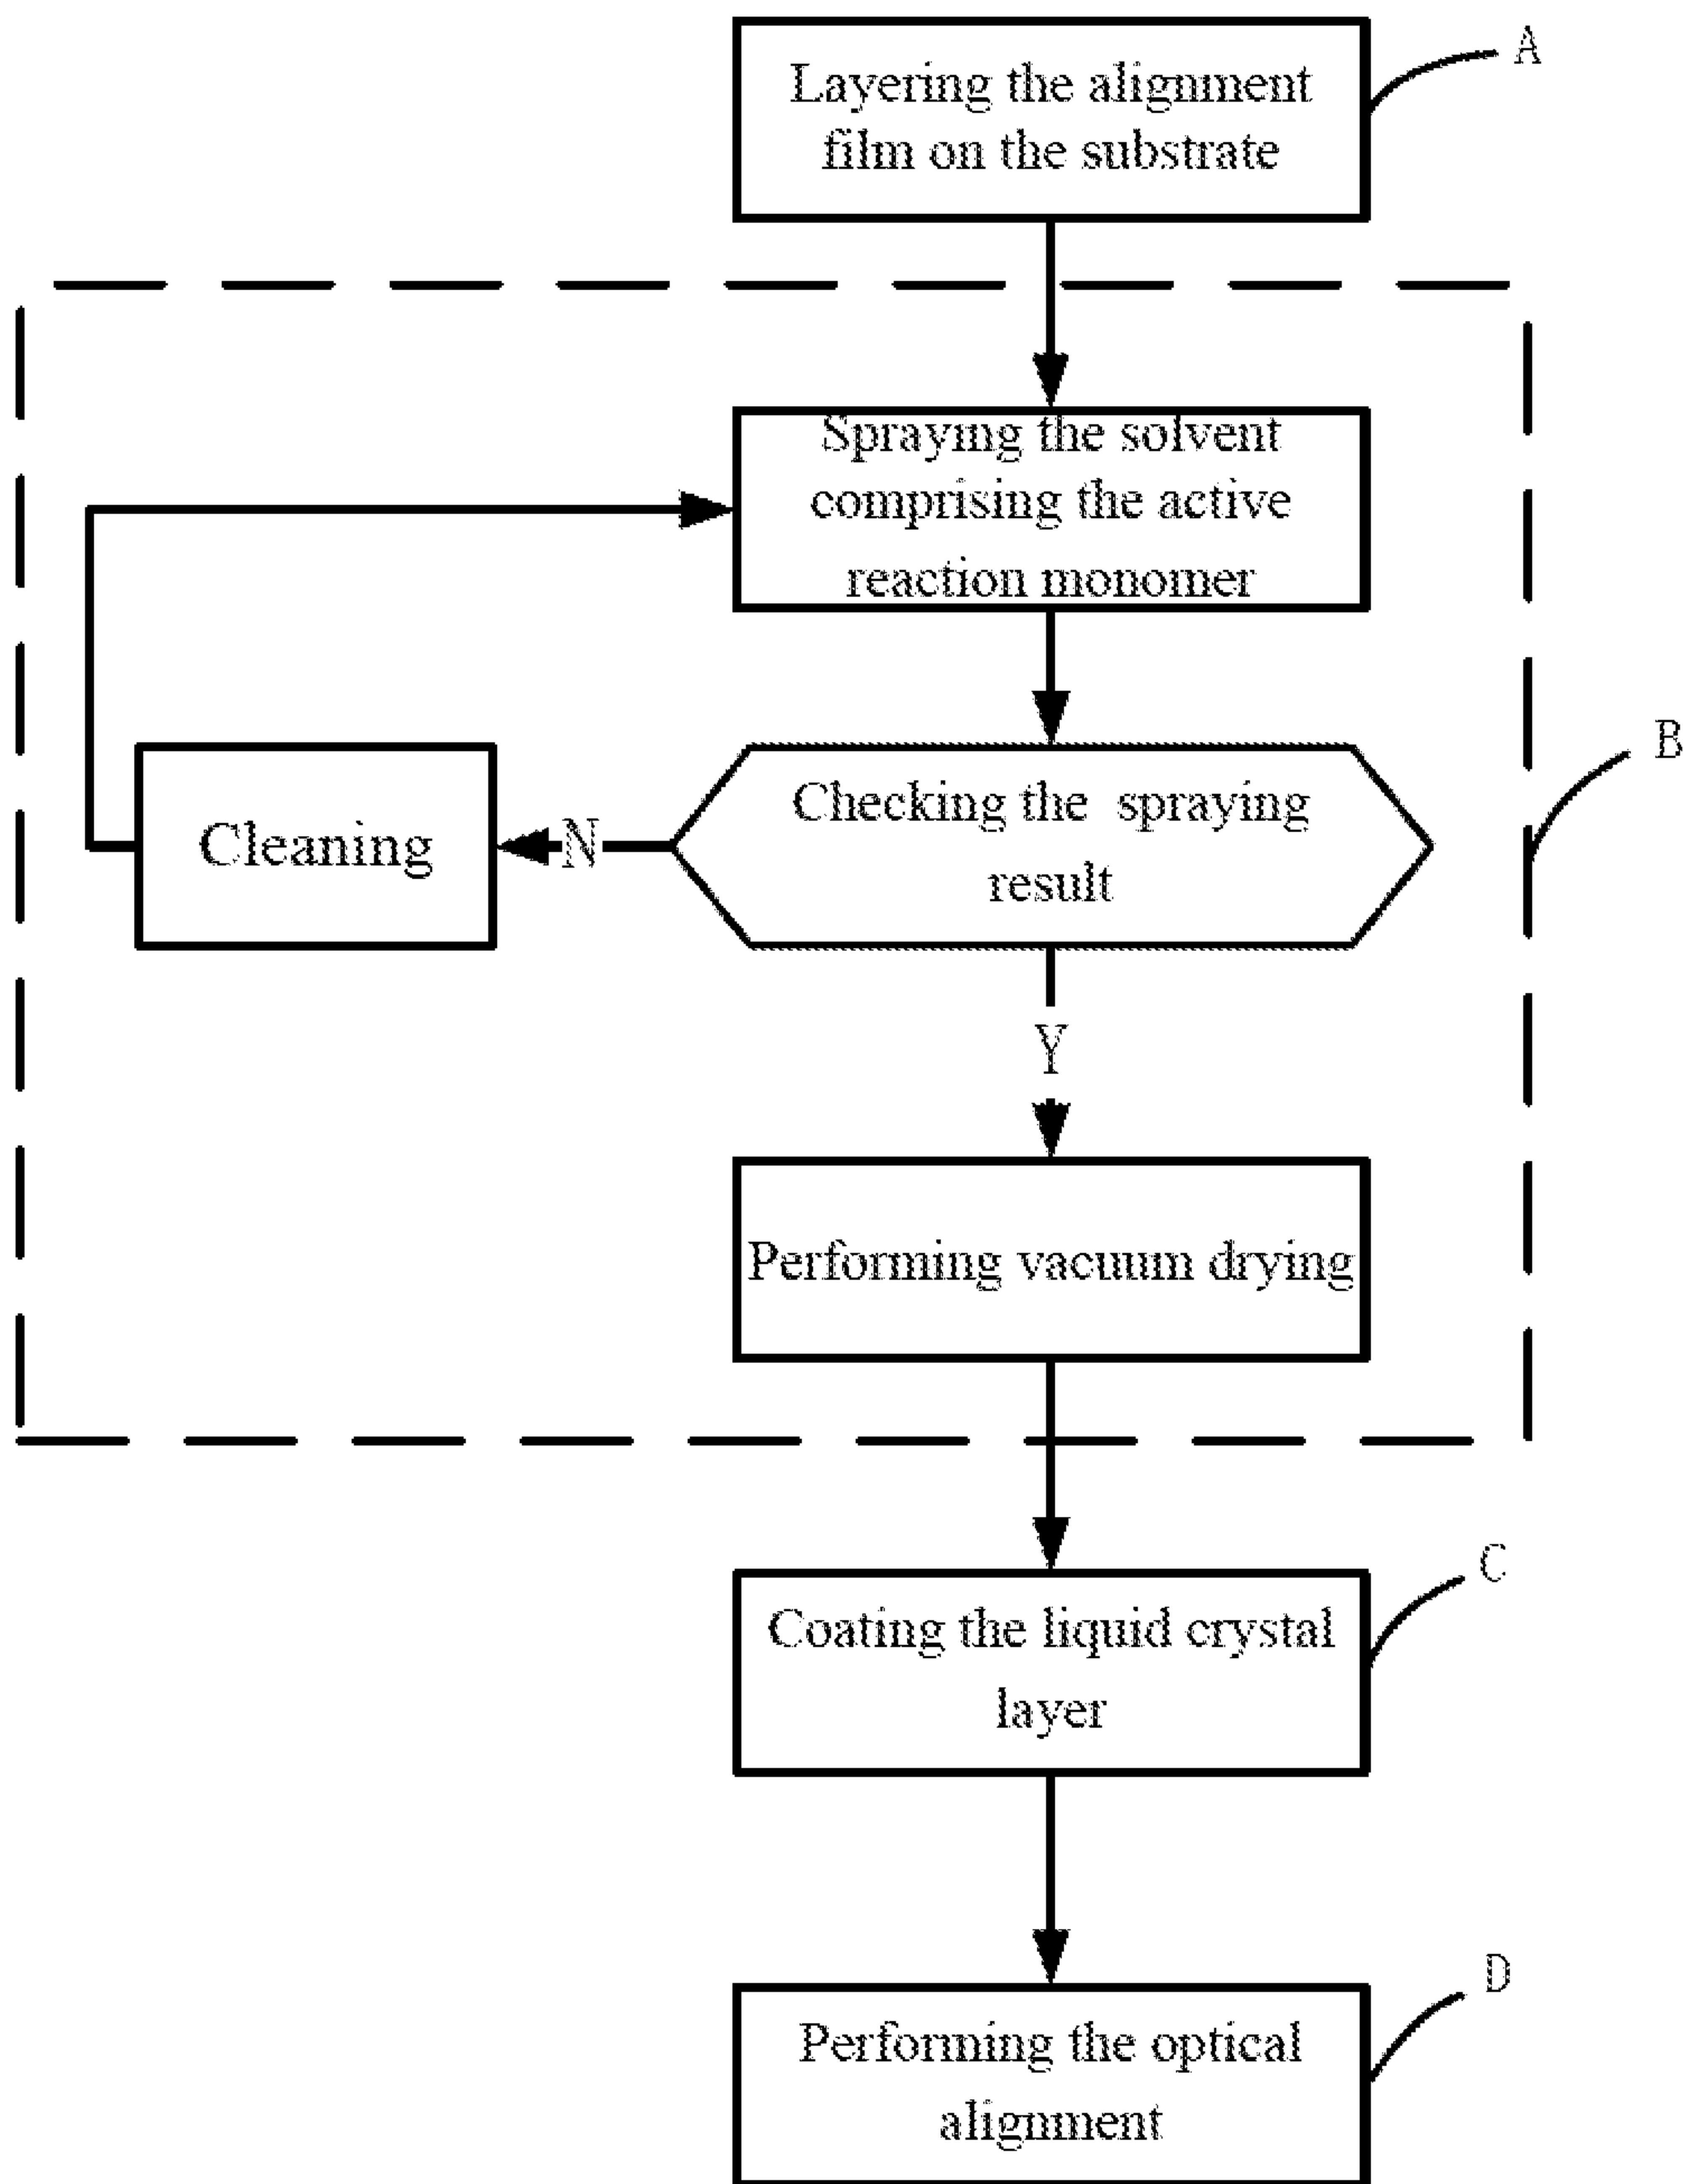 A
Layering the alignment
film on the substrate
Spraying the solvent
comprising the active
reaction monomer
B
Checking the spraying
result
N
Cleaning
Y
Performing vacuum drying
C
Coating the liquid crystal
layer
D
Performing the optical
alignment